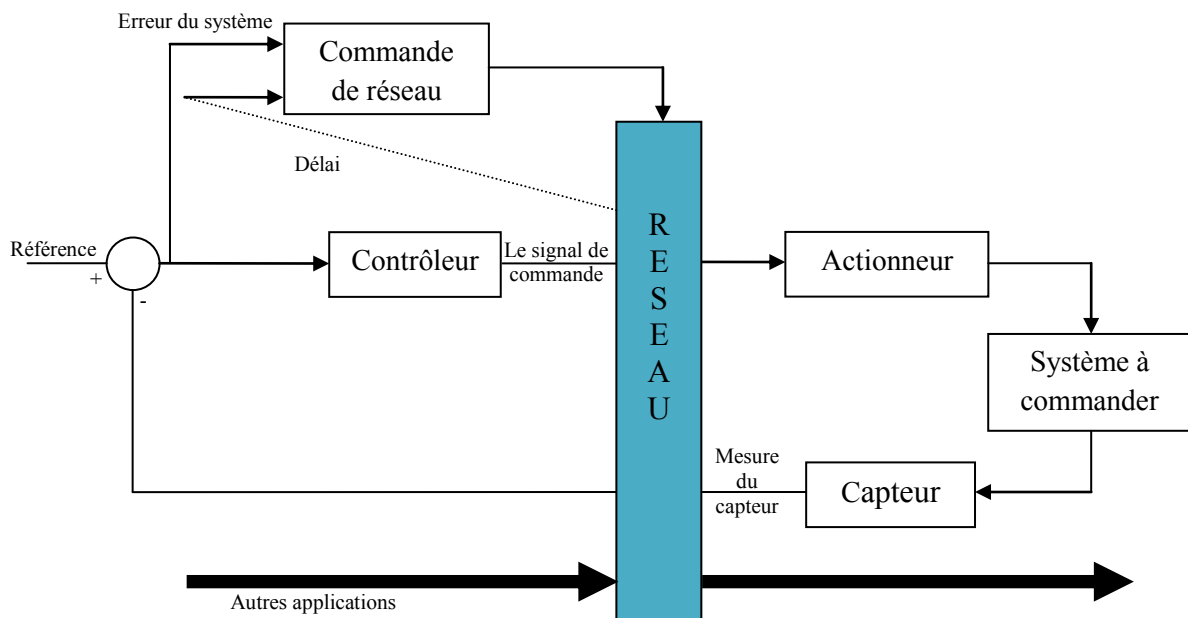 Erreur du système
Commande
de réseau
Délai
R
E
S
E
A
U
Référence
+
-
Contrôleur
Le signal de
commande
Actionneur
Système à
commander
Mesure
du
capteur
Capteur
Autres applications